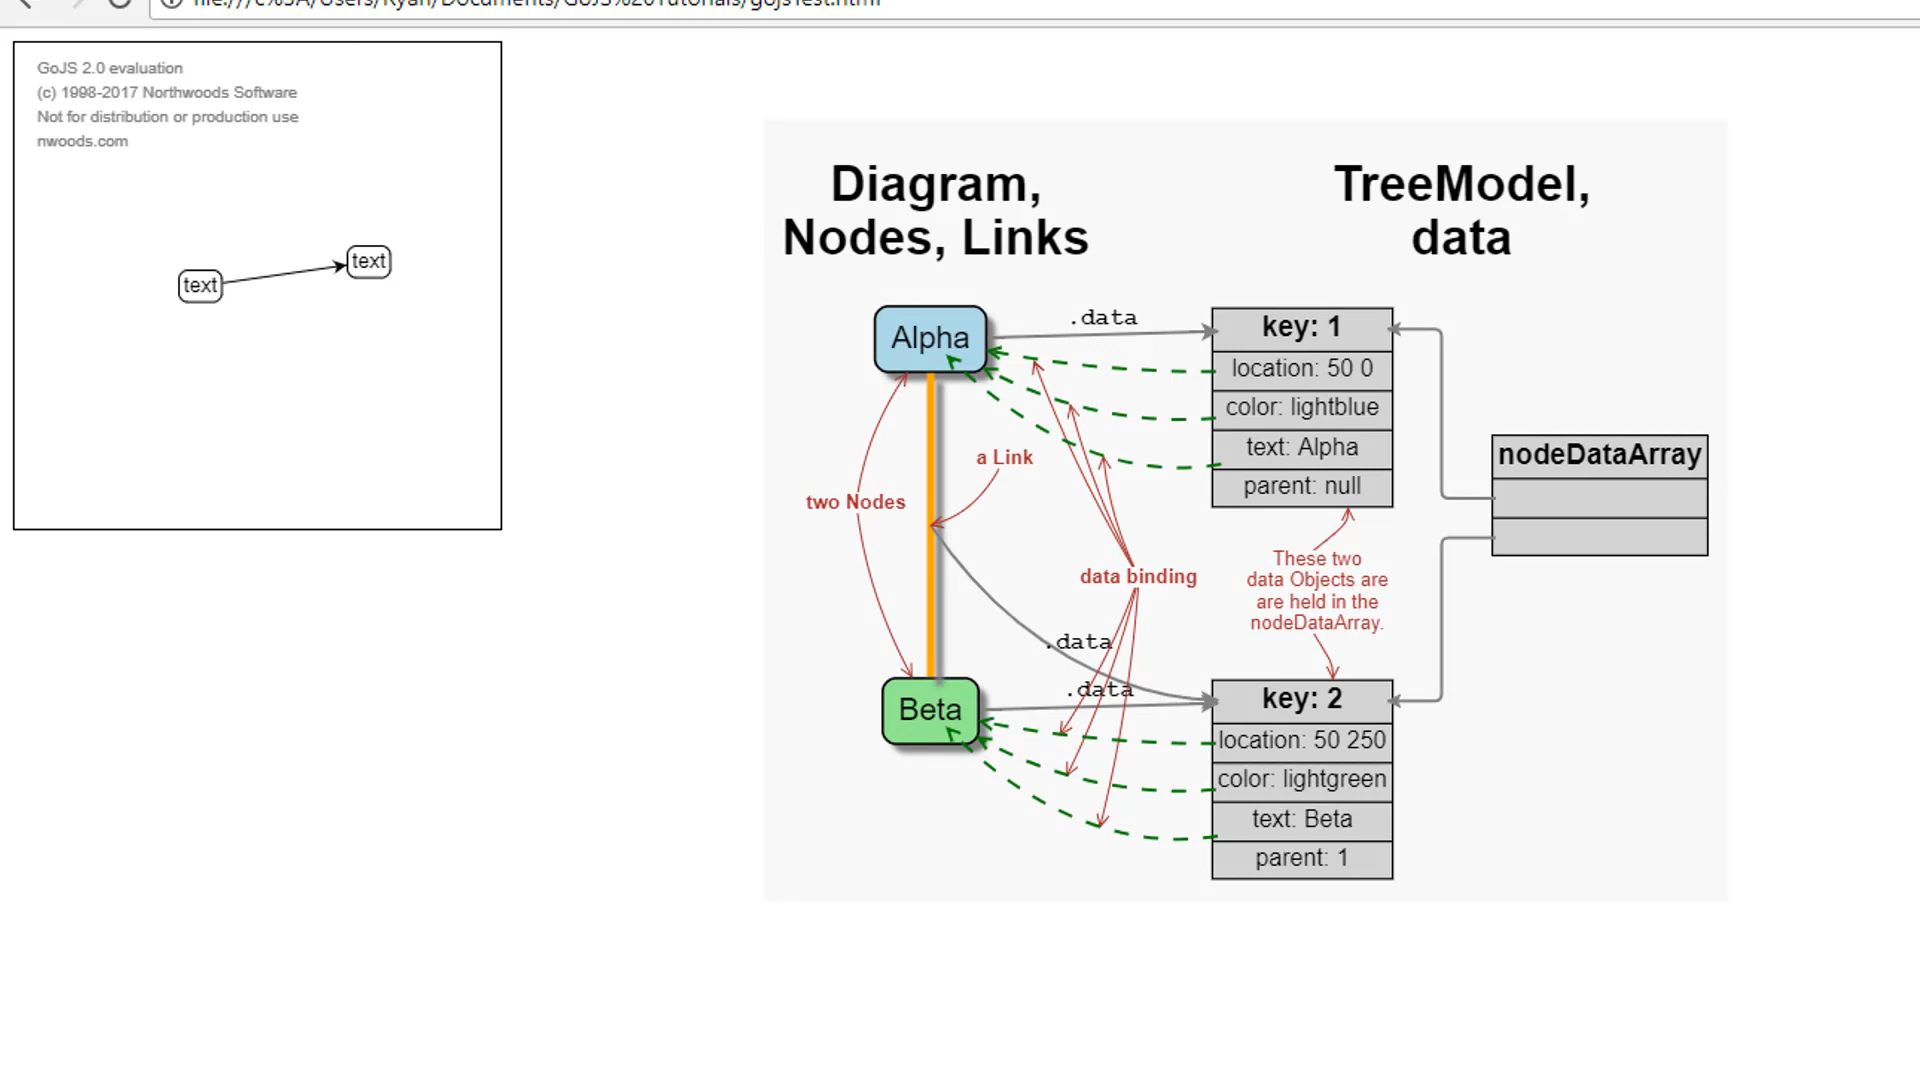 GoJS 2.0 evaluation
(c) 1998-2017 Northwoods Software
Not for distribution or production use
nwoods.com
text
text
Diagram,
Nodes, Links
TreeModel,
data
Alpha
.data
key: 1
location: 50 0
color: lightblue
text: Alpha
parent: null
nodeDataArray
a Link
two Nodes
data binding
These two
data Objects are
are held in the
nodeDataArray.
.data
.data
Beta
key: 2
location: 50 250
color: lightgreen
text: Beta
parent: 1